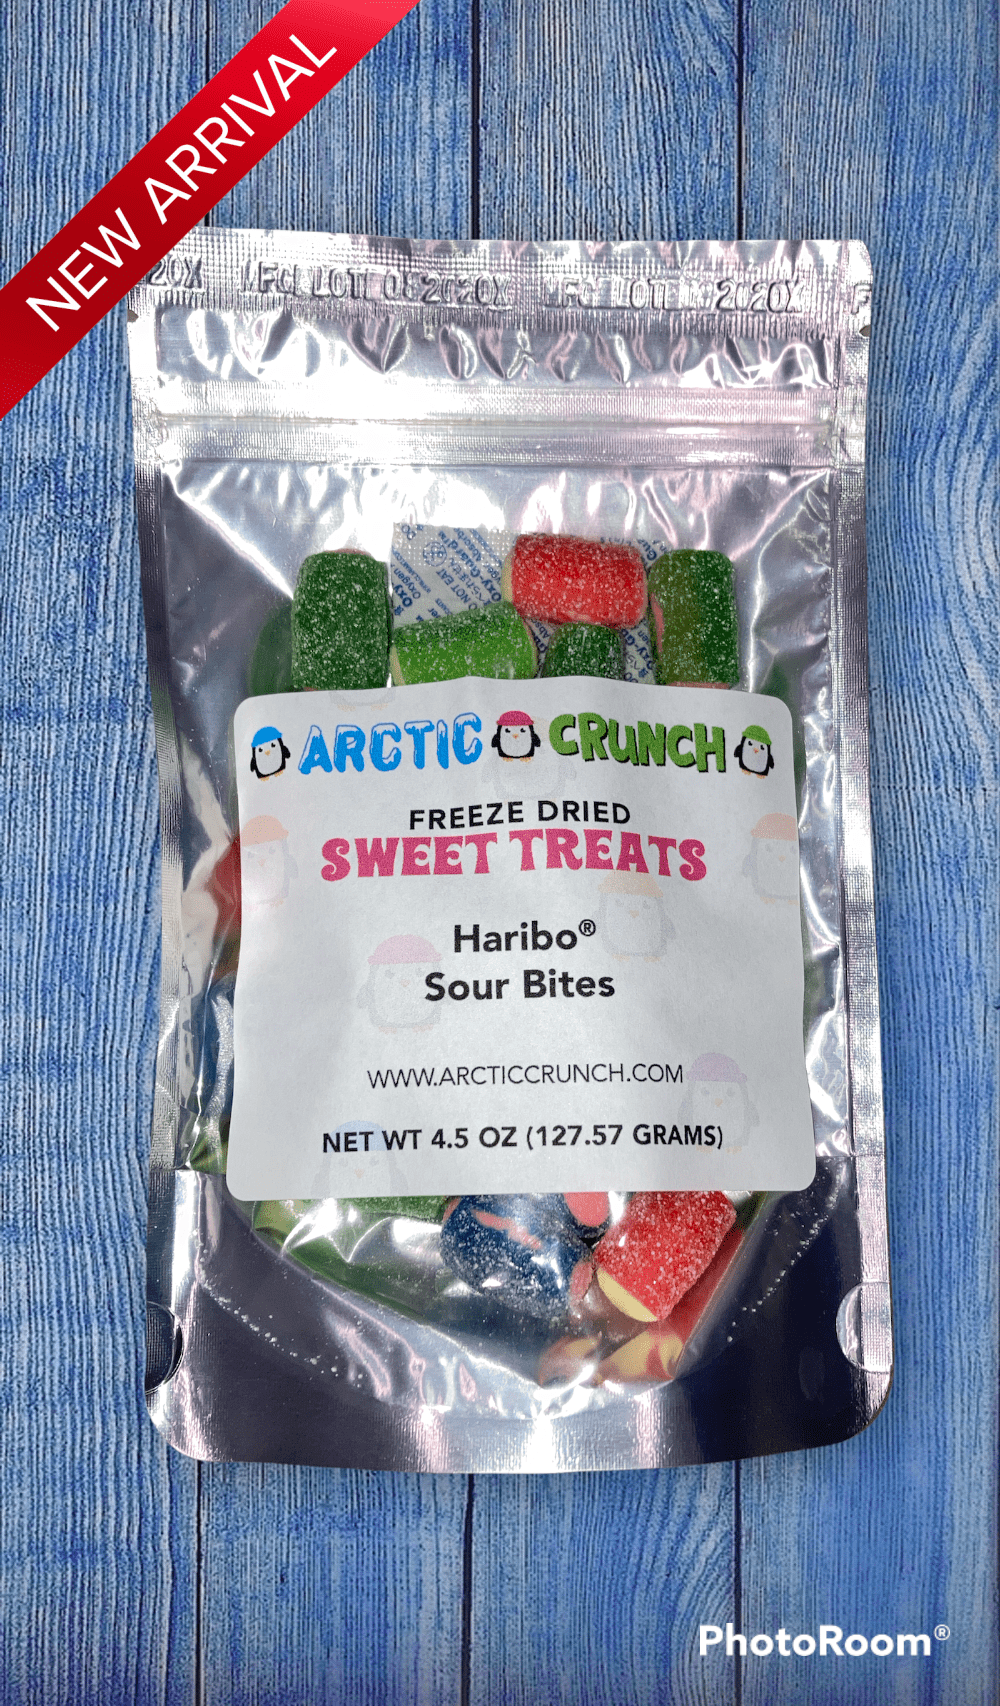 NEW ARRIVAL
ARCTIC CRUNCH
FREEZE DRIED
SWEET TREATS
Haribo®
Sour Bites
WWW.ARCTICCRUNCH.COM
NET WT 4.5 OZ (127.57 GRAMS)
PhotoRoom®